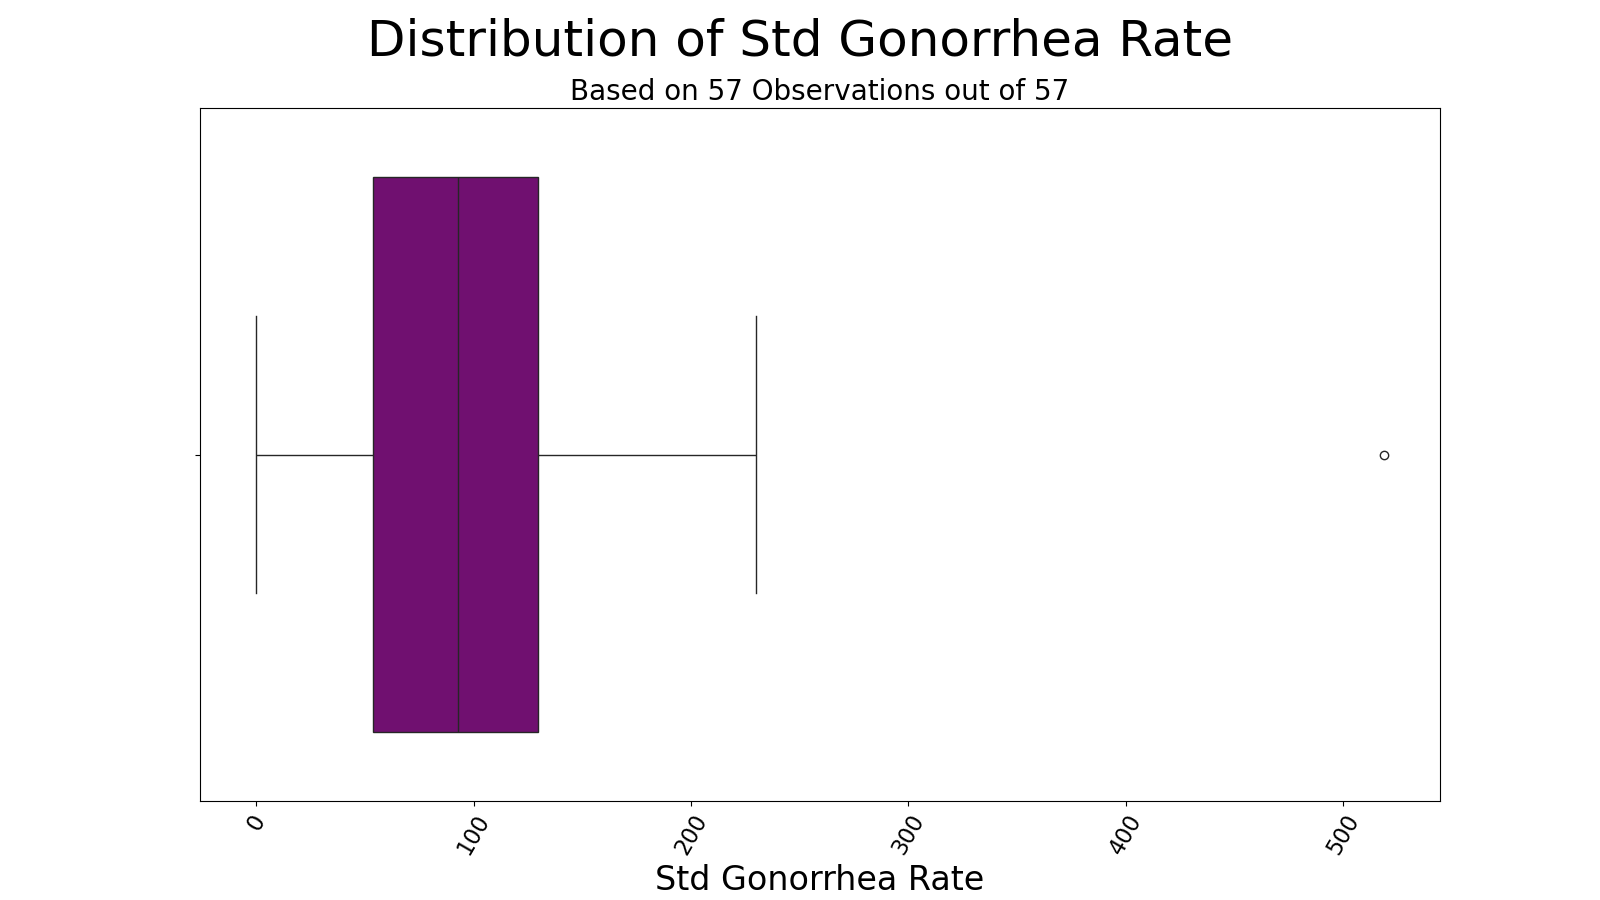 Distribution of Std Gonorrhea Rate
Based on 57 Observations out of 57
0
100
200
300
400
500
Std Gonorrhea Rate